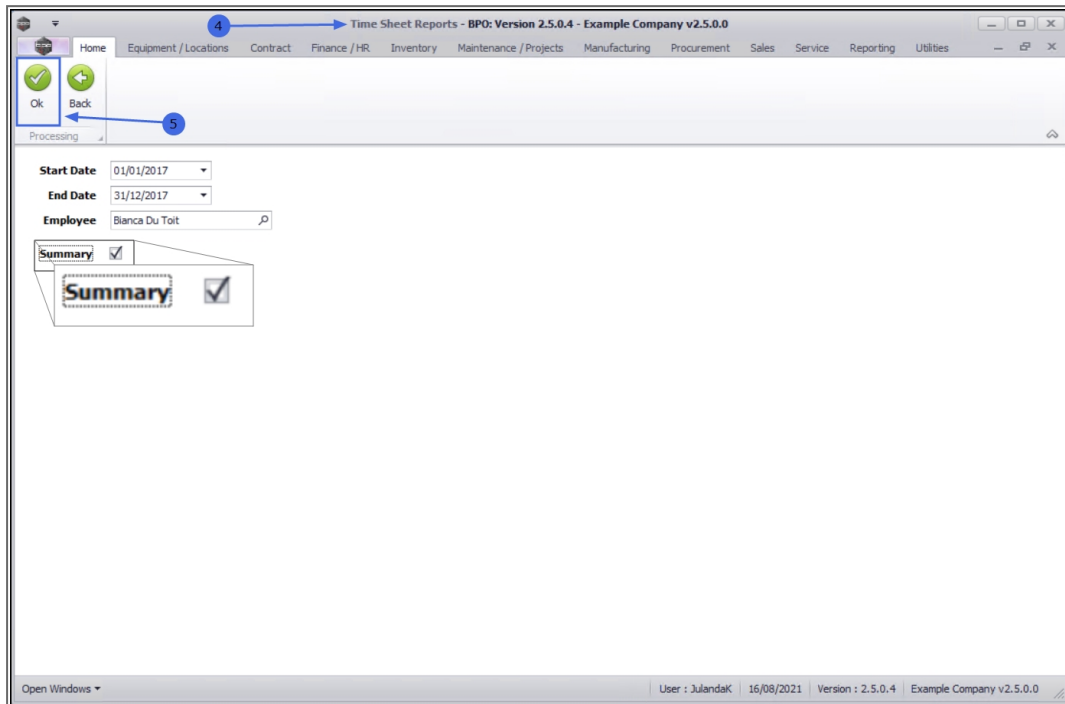 4
Time Sheet Reports - BPO: Version 2.5.0.4 - Example Company v2.5.0.0
Home Equipment / Locations Contract Finance / HR Inventory Maintenance / Projects Manufacturing Procurement Sales Service Reporting Utilities
Ok Back
5
Processing
Start Date 01/01/2017
End Date 31/12/2017
Employee Bianca Du Toit
Summary
Summary
Open Windows User : JulandaK 16/08/2021 Version : 2.5.0.4 Example Company v2.5.0.0